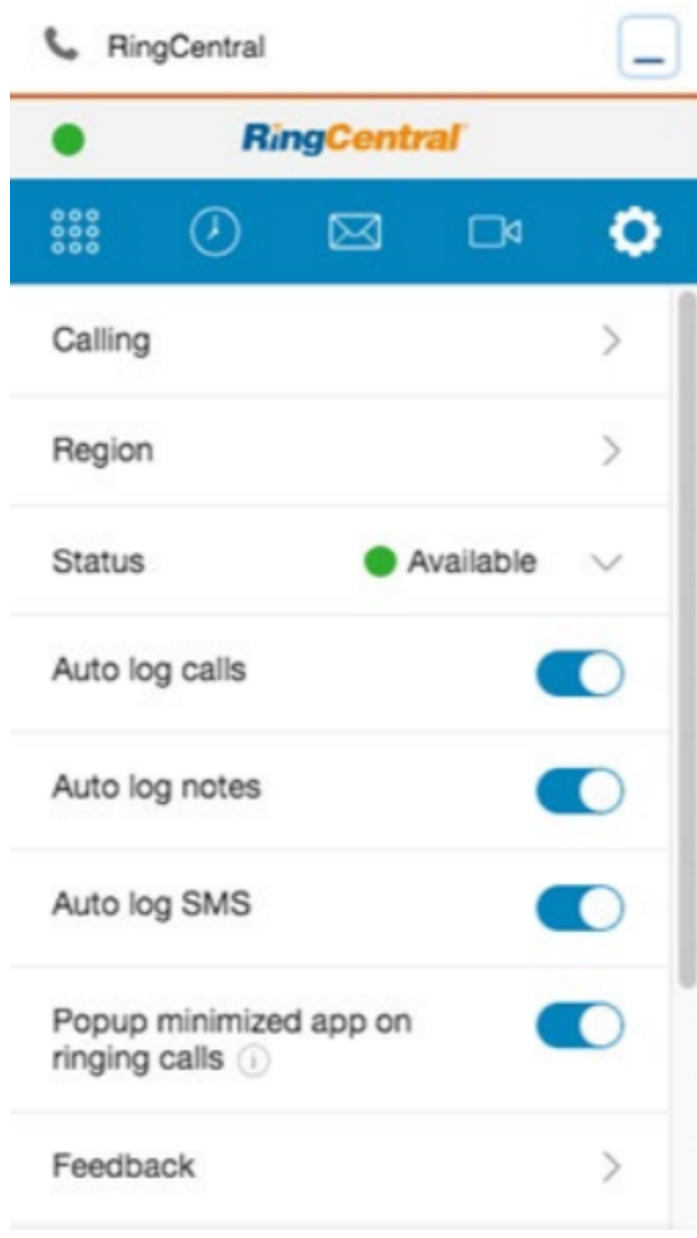 RingCentral
RingCentral
Calling
Region
Status Available
Auto log calls
Auto log notes
Auto log SMS
Popup minimized app on
ringing calls
Feedback